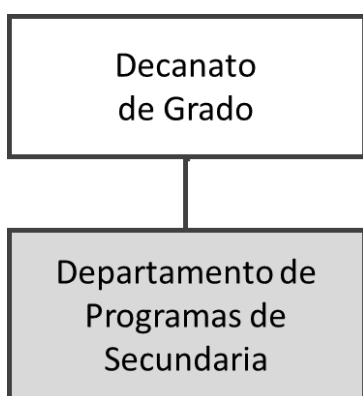 Decanato
de Grado
Departamento de
Programas de
Secundaria